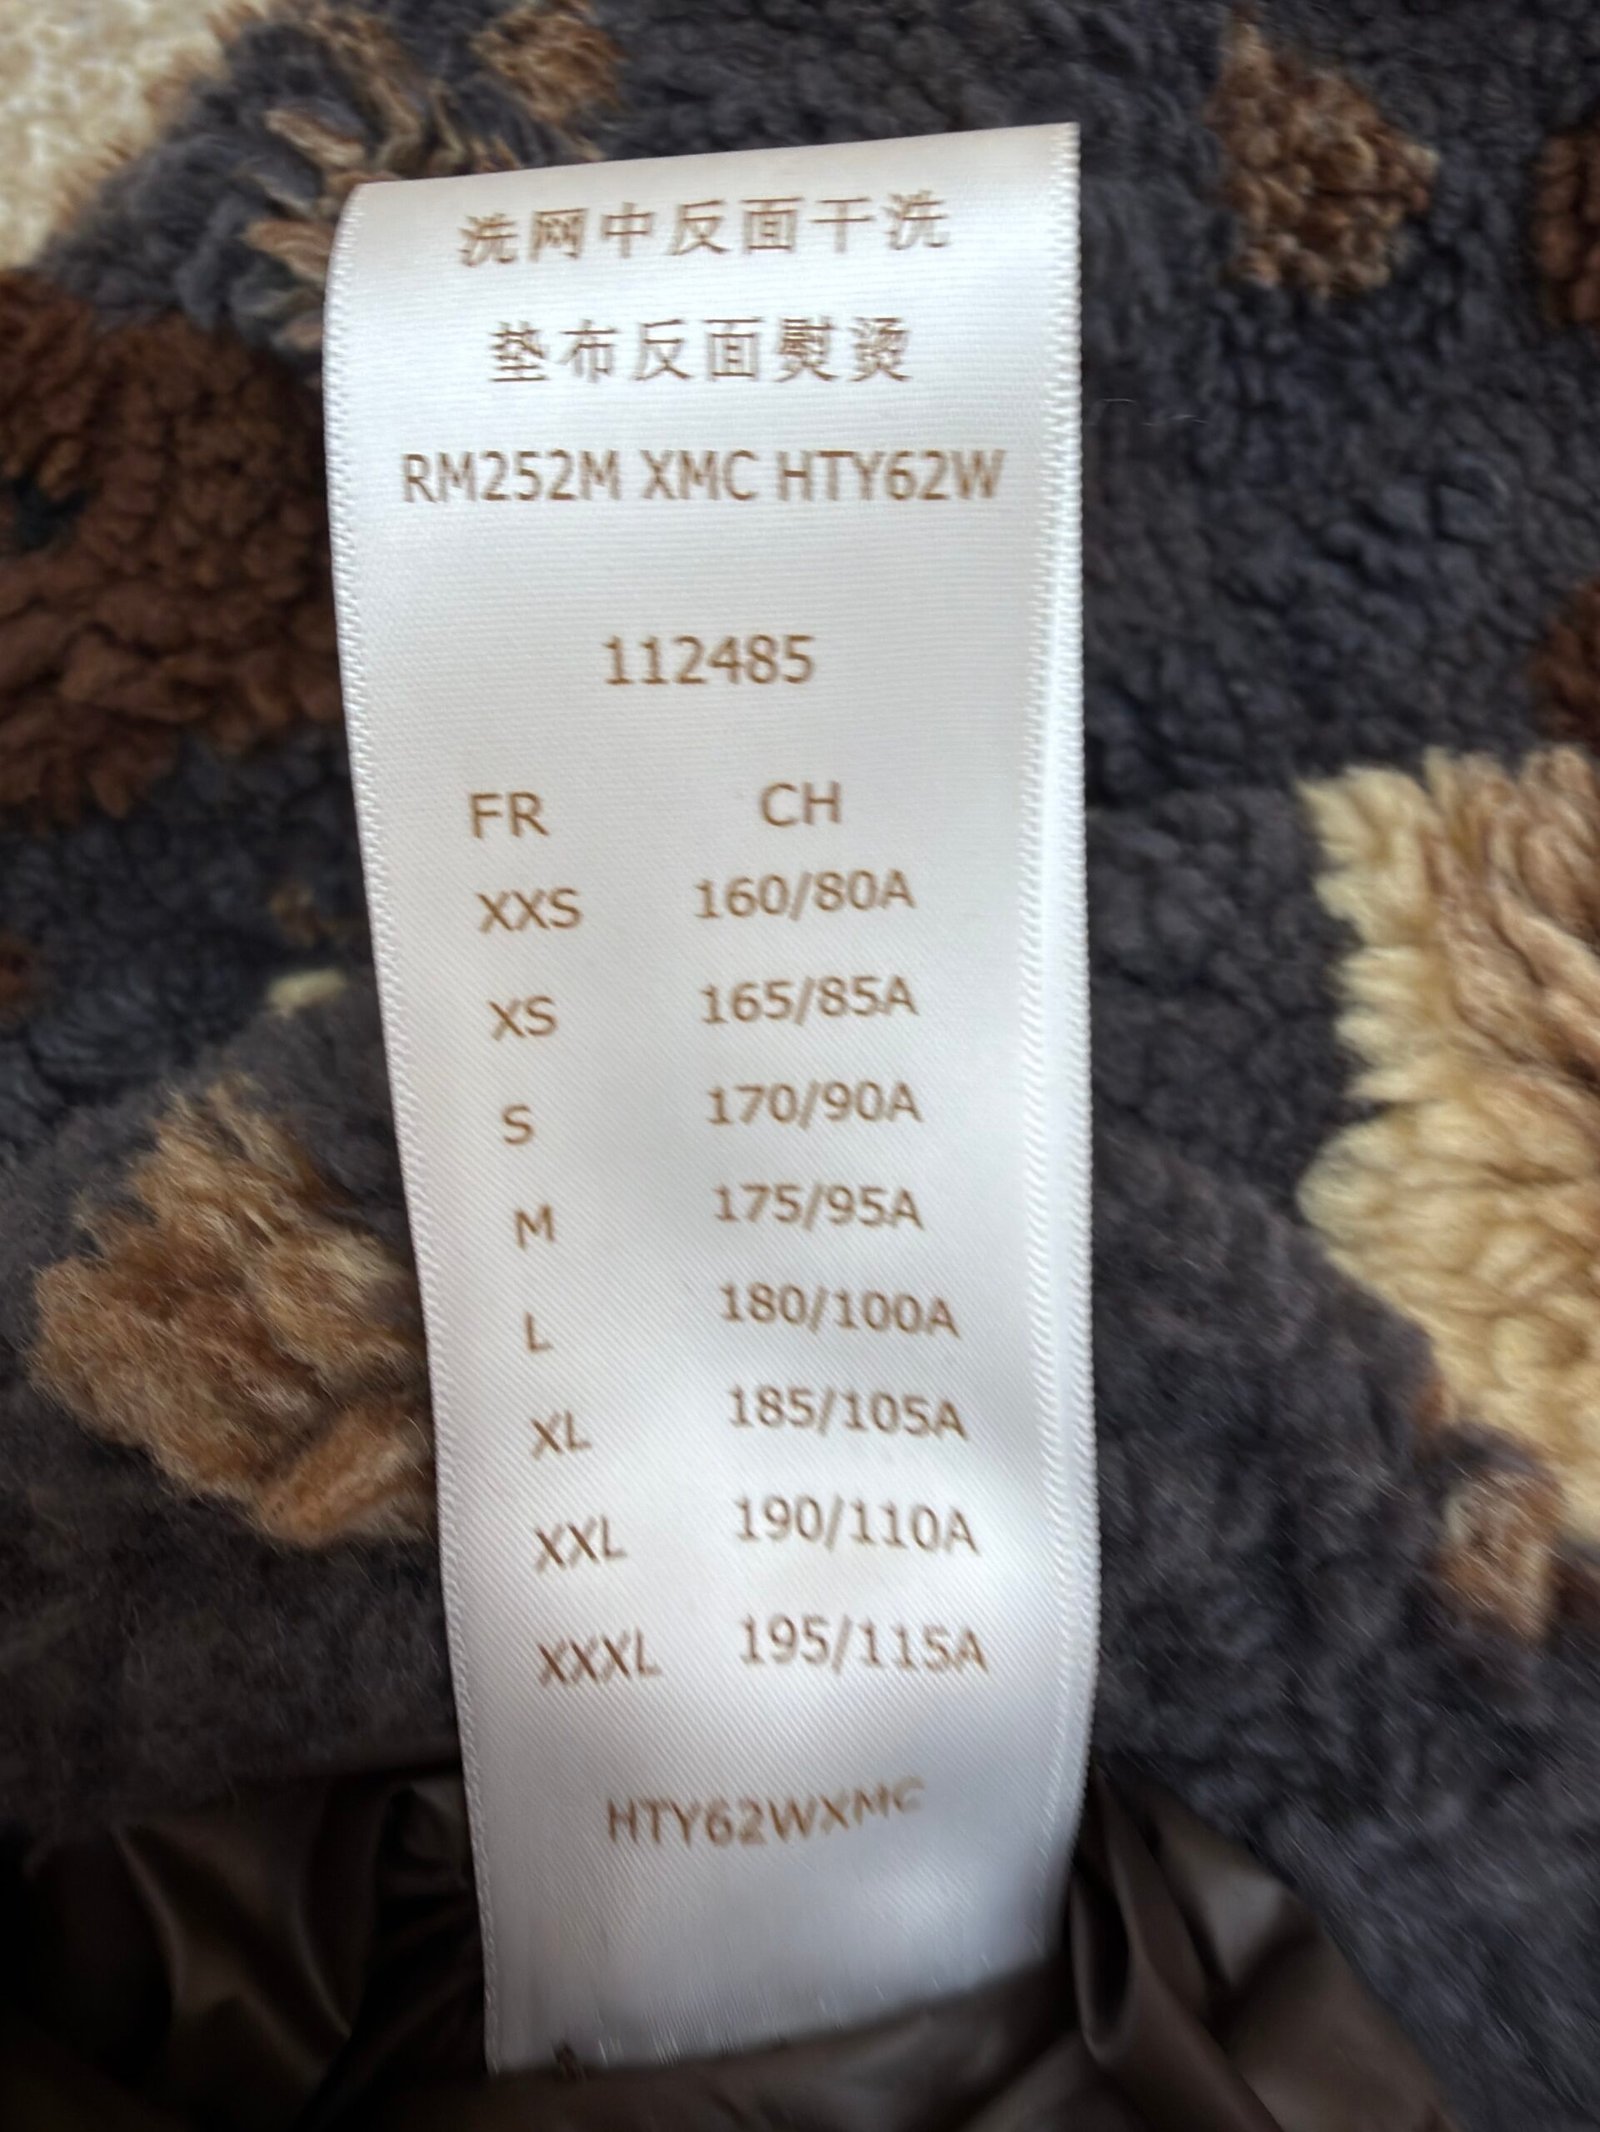 洗网中反面干洗
垫布反面熨烫
RM252M XMC HTY62W
112485
FR CH
XXS 160/80A
XS 165/85A
S 170/90A
M 175/95A
L 180/100A
XL 185/105A
XXL 190/110A
XXXL 195/115A
HTY62WXMC